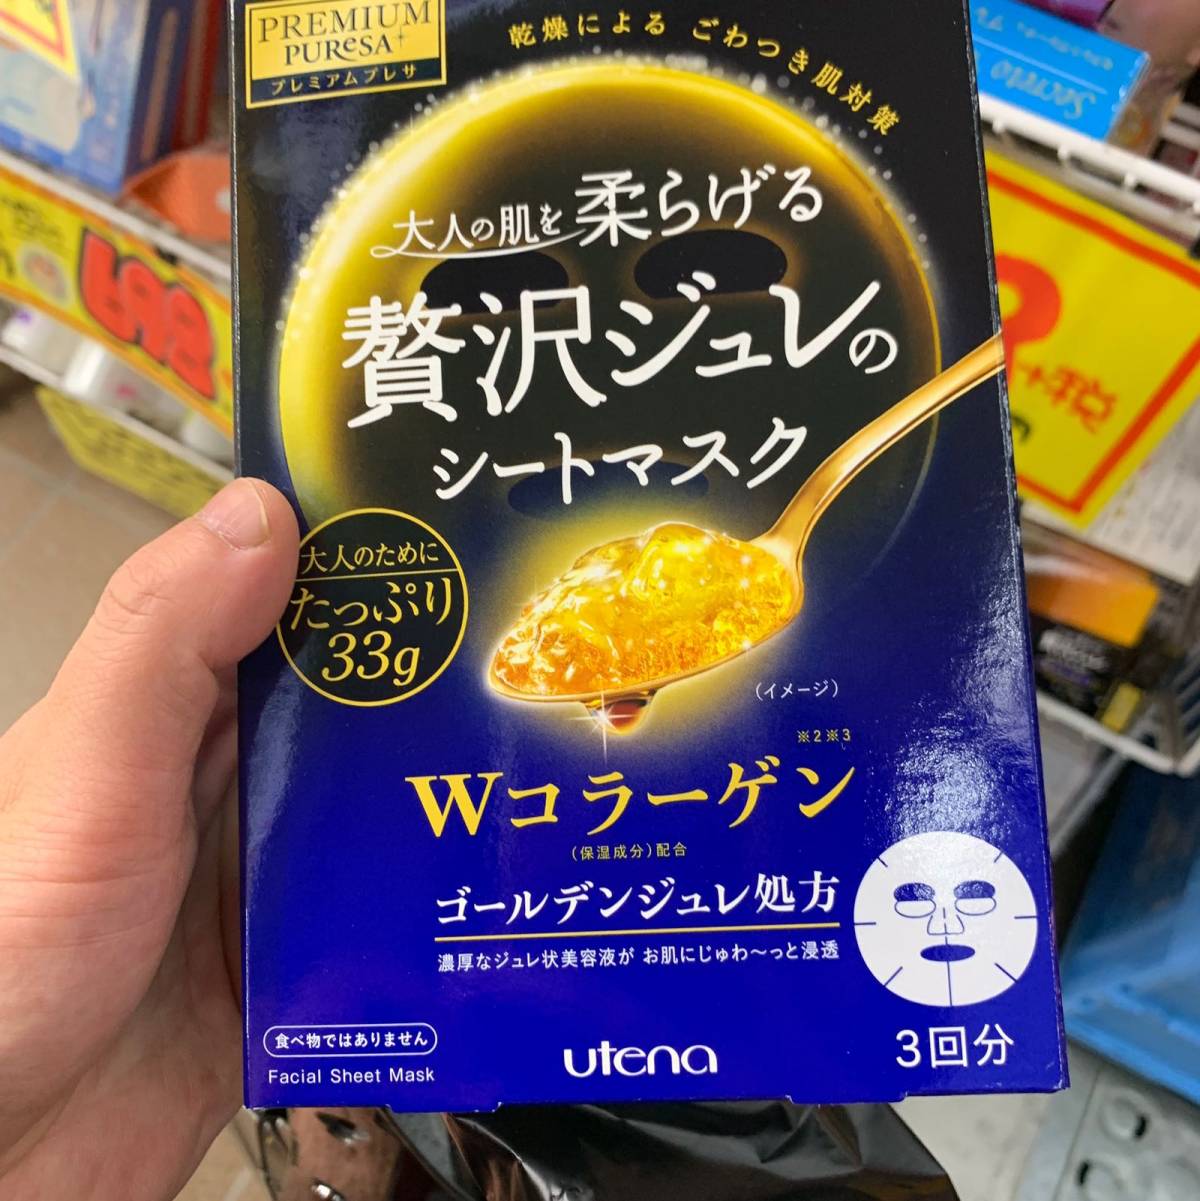 PREMIUM
PUReSA
プレミアムプレサ
乾燥による ごわつき肌対策
大人の肌を柔らげる
贅沢ジュレの
シートマスク
大人のために
たっぷり
33g
(イメージ)
※2※3
Wコラーゲン
(保湿成分)配合
ゴールデンジュレ処方
濃厚なジュレ状美容液が お肌にじゅわ〜っと浸透
食べ物ではありません
Facial Sheet Mask
utena
3回分
698
+税